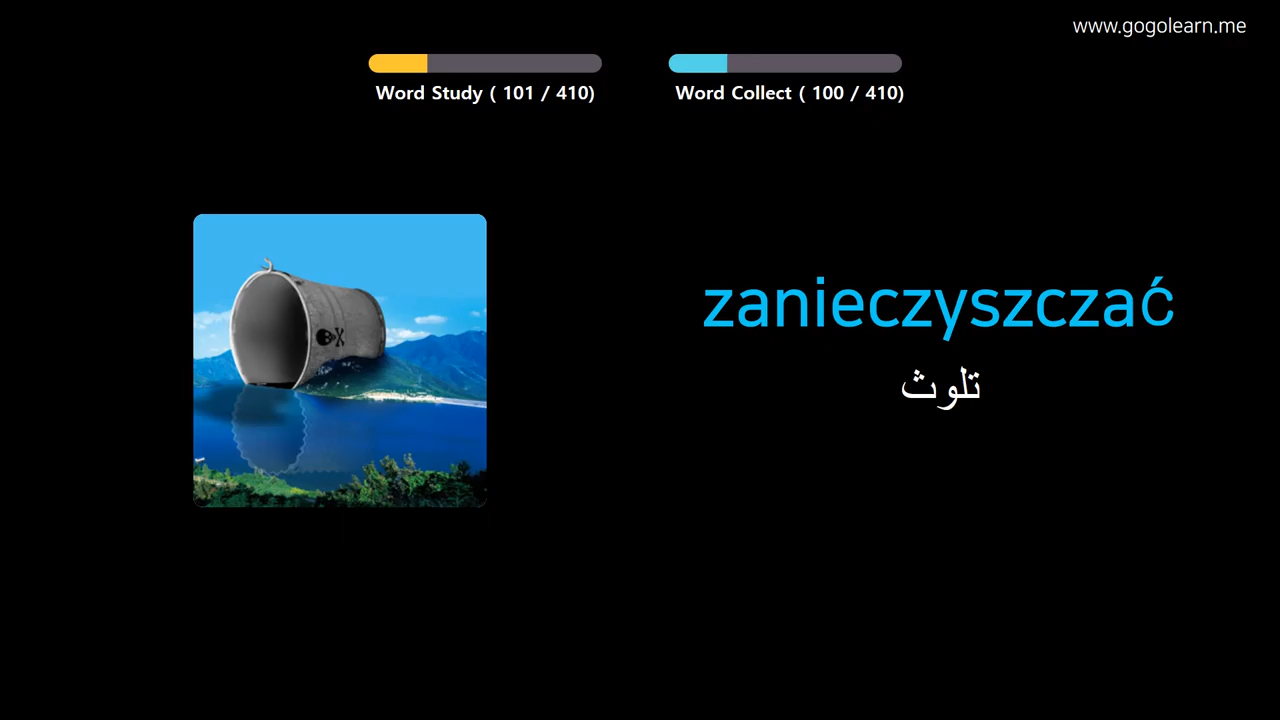 www.gogolearn.me
Word Study ( 101 / 410)
Word Collect ( 100 / 410)
zanieczyszczać
تلوث